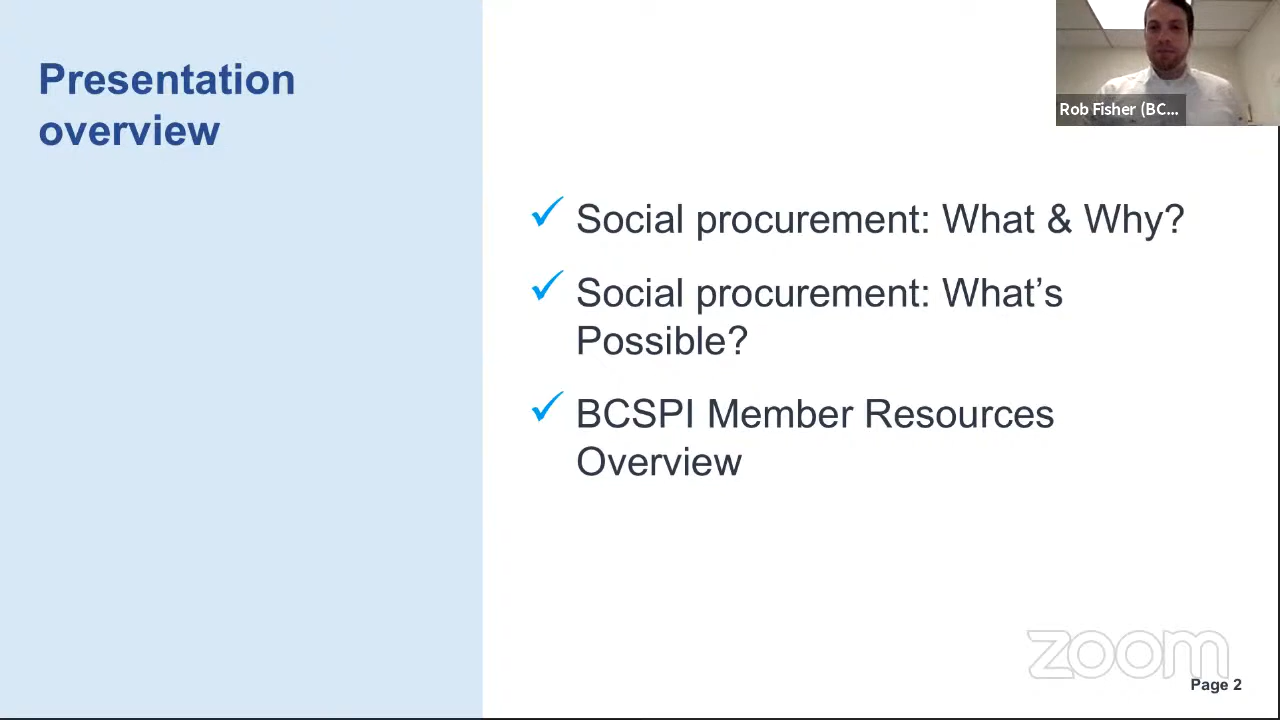 Presentation
overview
Rob Fisher (BC...
Social procurement: What & Why?
Social procurement: What’s
Possible?
BCSPI Member Resources
Overview
zoom
Page 2